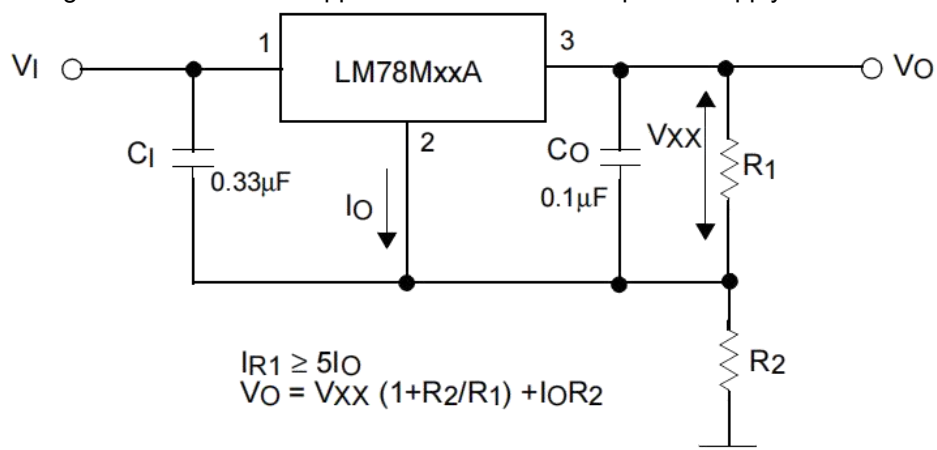 1
3
VI
LM78MxxA
VO
2
CI
0.33μF
IO
CO
0.1μF
VXX
R1
IR1 ≥ 5IO
VO = VXX (1+R2/R1) +IOR2
R2